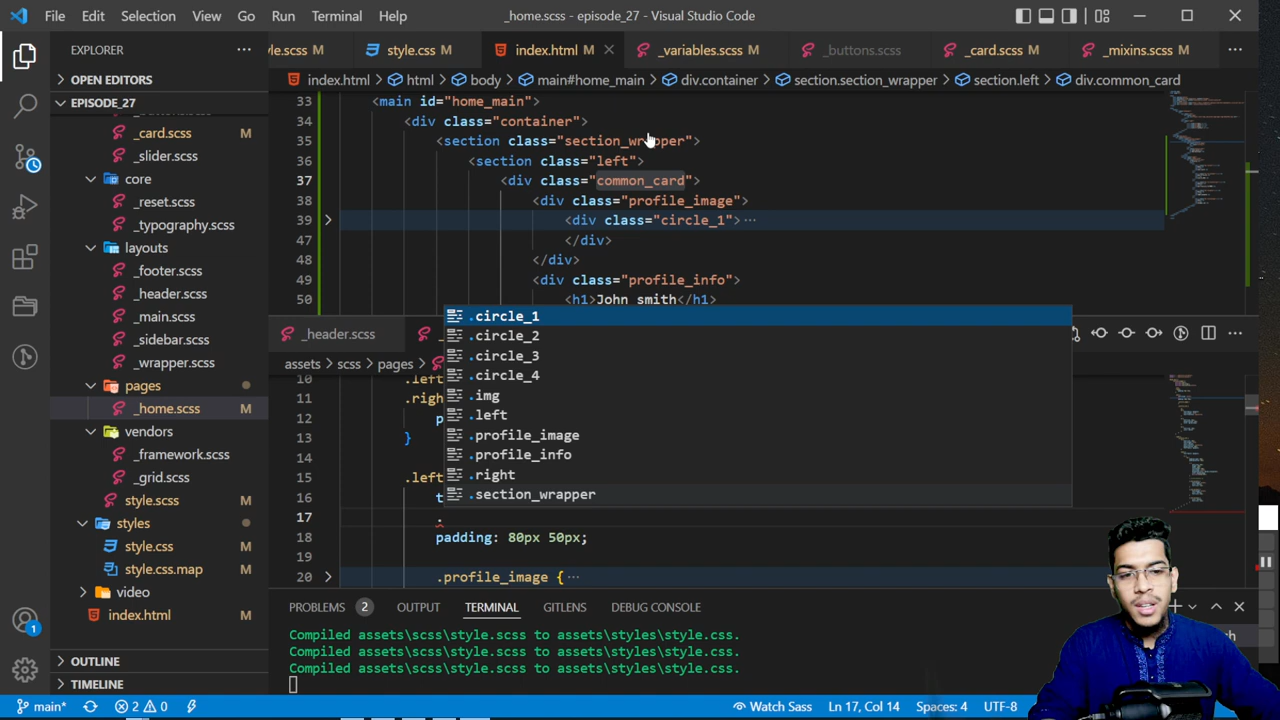 File Edit Selection View Go Run Terminal Help
_home.scss - episode_27 - Visual Studio Code
EXPLORER
OPEN EDITORS
EPISODE_27
_card.scss M
_slider.scss
core
_reset.scss M
_typography.scss M
layouts
_footer.scss M
_header.scss M
_main.scss M
_sidebar.scss M
_wrapper.scss M
pages
_home.scss M
vendors
_framework.scss M
_grid.scss M
style.scss M
styles
style.css M
style.css.map M
video
index.html M
OUTLINE
TIMELINE
le.scss M style.css M index.html M _variables.scss M _buttons.scss _card.scss M _mixins.scss M
index.html > html > body > main#home_main > div.container > section.section_wrapper > section.left > div.common_card
33 <main id="home_main">
34 <div class="container">
35 <section class="section_wrapper">
36 <section class="left">
37 <div class="common_card">
38 <div class="profile_image">
39 <div class="circle_1"> ...
47 </div>
48 </div>
49 <div class="profile_info">
50 <h1>John smith</h1>
.circle_1
.circle_2
.circle_3
.circle_4
.img
.left
.profile_image
.profile_info
.right
.section_wrapper
_header.scss
assets > scss > pages >
10 .left
11 .righ
12 p
13 }
14
15 .left
16 t
17 .
18 padding: 80px 50px;
19
20 .profile_image { ...
PROBLEMS 2 OUTPUT TERMINAL GITLENS DEBUG CONSOLE
Compiled assets\scss\style.scss to assets\styles\style.css.
Compiled assets\scss\style.scss to assets\styles\style.css.
Compiled assets\scss\style.scss to assets\styles\style.css.
1
main* 2 0 Watch Sass Ln 17, Col 14 Spaces: 4 UTF-8